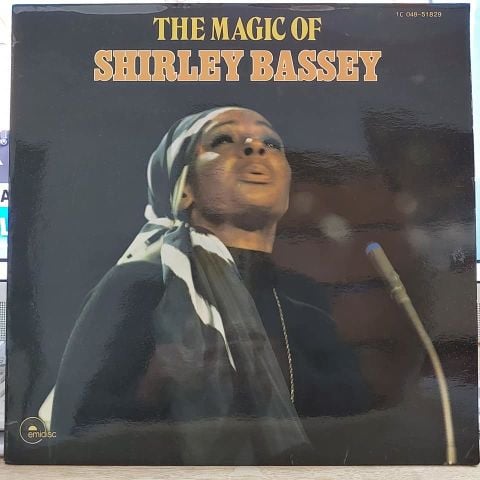 1C 048-51829
THE MAGIC OF
SHIRLEY BASSEY
emidisc